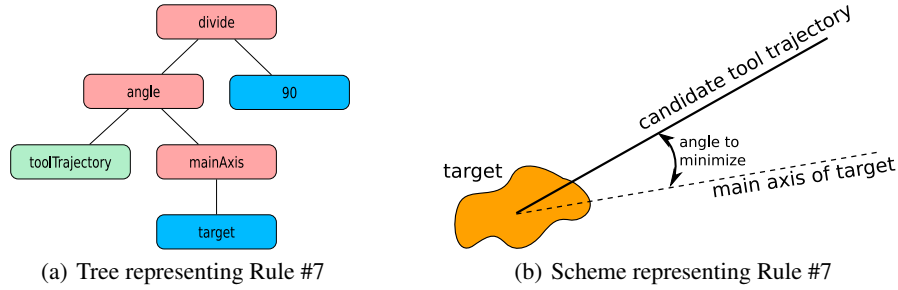 divide
angle
90
toolTrajectory
mainAxis
target
(a) Tree representing Rule #7
candidate tool trajectory
angle to
minimize
target
main axis of target
(b) Scheme representing Rule #7